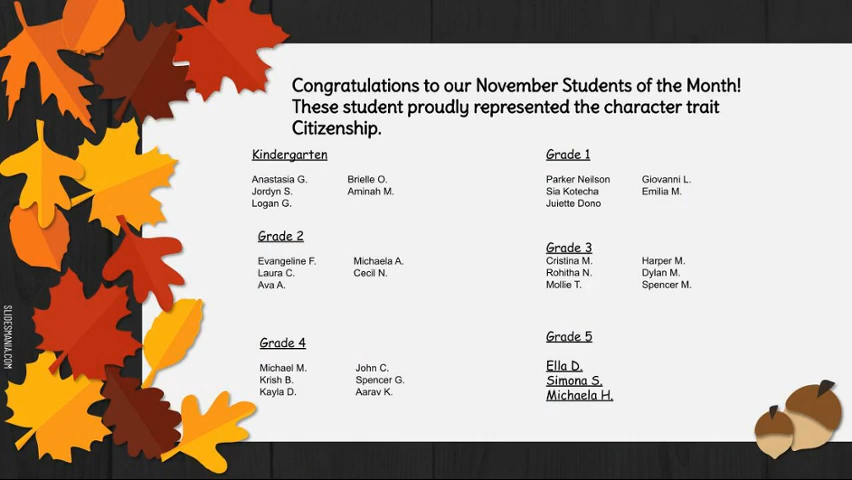 Congratulations to our November Students of the Month!
These student proudly represented the character trait
Citizenship.
Kindergarten
Anastasia G. Brielle O.
Jordyn S. Aminah M.
Logan G.
Grade 1
Parker Neilson Giovanni L.
Sia Kotecha Emilia M.
Juiette Dono
Grade 2
Evangeline F. Michaela A.
Laura C. Cecil N.
Ava A.
Grade 3
Cristina M. Harper M.
Rohitha N. Dylan M.
Mollie T. Spencer M.
Grade 4
Michael M. John C.
Krish B. Spencer G.
Kayla D. Aarav K.
Grade 5
Ella D.
Simona S.
Michaela H.
SLIDESMANIA.COM